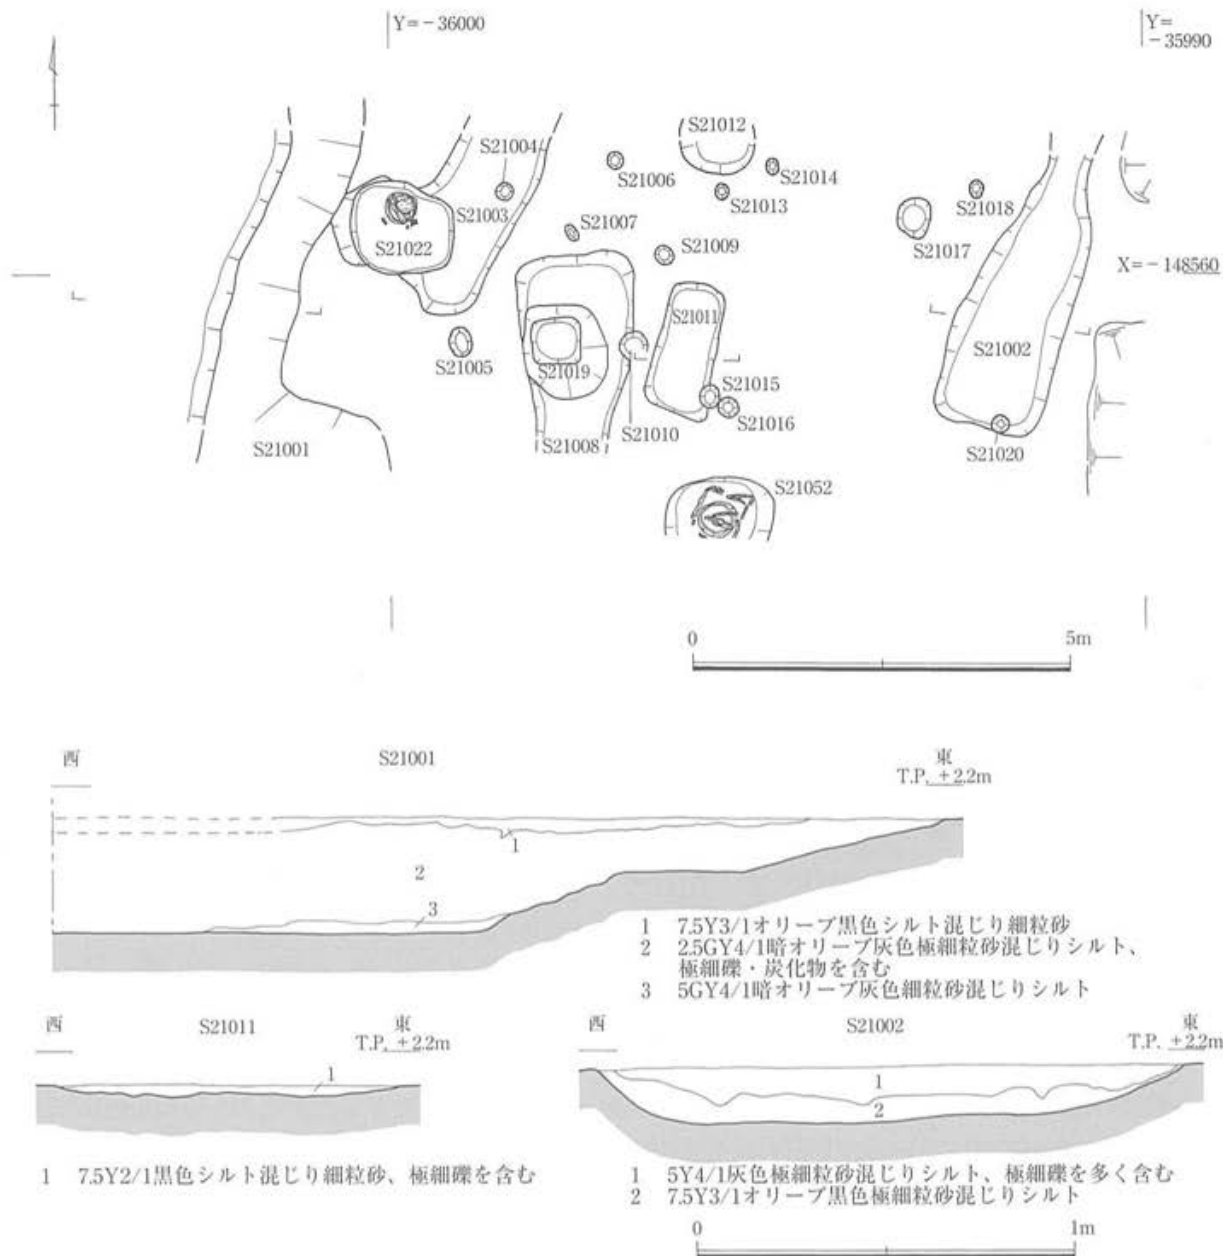 Y=−36000
Y=
−35990
S21012
S21004
S21006
S21014
S21013
S21003
S21018
S21007
S21022
S21009
S21017
X=−148560
S21011
S21005
S21019
S21002
S21015
S21010
S21016
S21001
S21008
S21020
S21052
0
5m
西
S21001
東
T.P. +2.2m
1
2
3
1 7.5Y3/1オリーブ黒色シルト混じり細粒砂
2 2.5GY4/1暗オリーブ灰色極細粒砂混じりシルト、
極細礫・炭化物を含む
3 5GY4/1暗オリーブ灰色細粒砂混じりシルト
西
S21011
東
T.P. +2.2m
1
1 7.5Y2/1黒色シルト混じり細粒砂、極細礫を含む
西
S21002
東
T.P. +2.2m
1
2
1 5Y4/1灰色極細粒砂混じりシルト、極細礫を多く含む
2 7.5Y3/1オリーブ黒色極細粒砂混じりシルト
0
1m